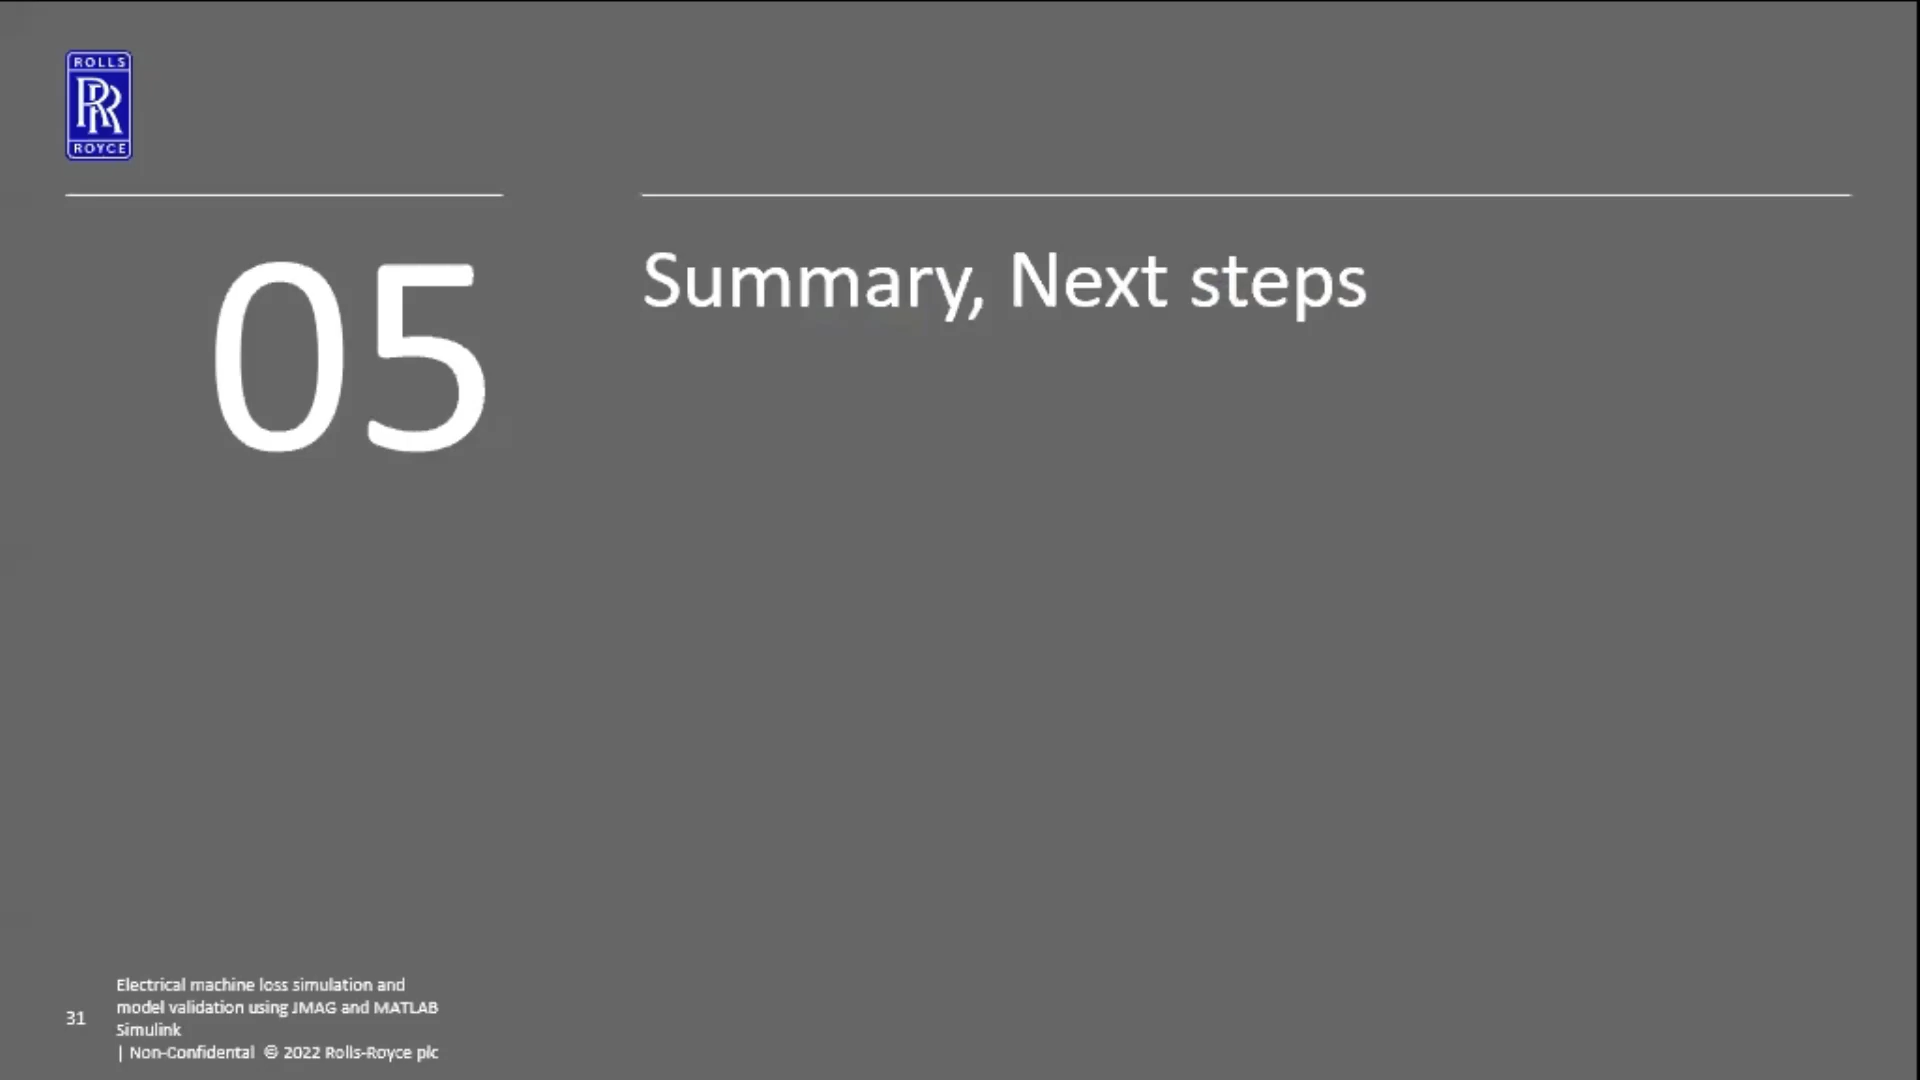 ROLLS
RR
ROYCE
05
Summary, Next steps
31
Electrical machine loss simulation and
model validation using JMAG and MATLAB
Simulink
| Non-Confidental © 2022 Rolls-Royce plc